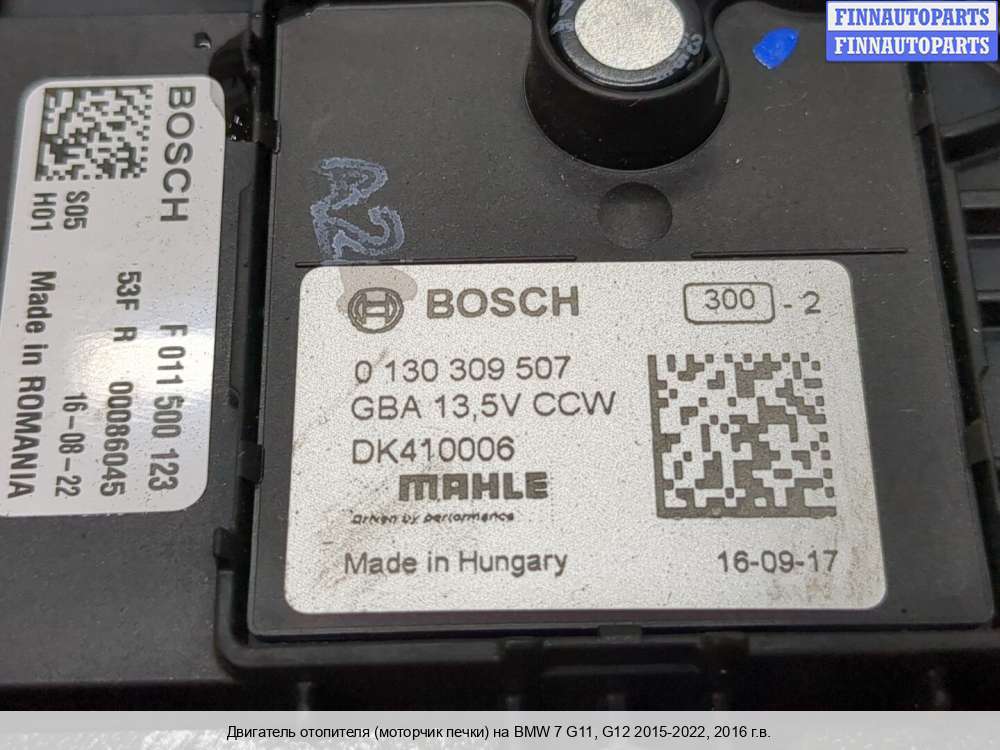 FINNAUTOPARTS
FINNAUTOPARTS
BOSCH
S05
H01
F 011 500 123
53F R 00086045
16-08-22
Made in ROMANIA
A2
BOSCH
300 - 2
0 130 309 507
GBA 13,5V CCW
DK410006
MAHLE
Driven by performance
Made in Hungary
16-09-17
Двигатель отопителя (моторчик печки) на BMW 7 G11, G12 2015-2022, 2016 г.в.